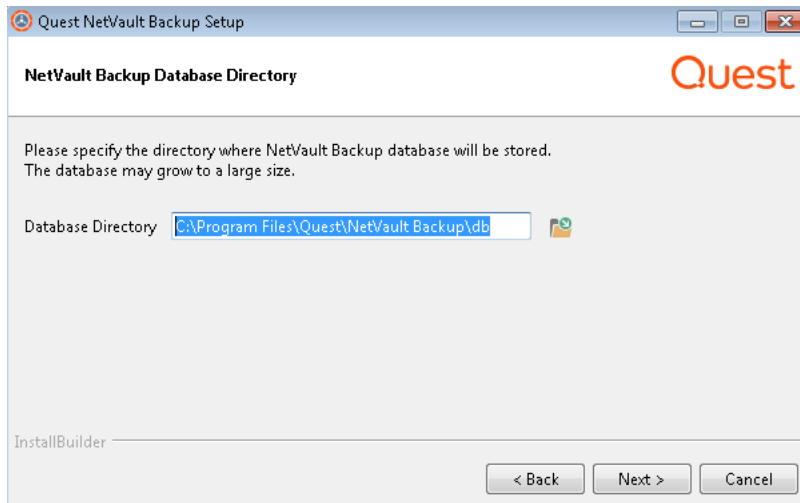 Quest NetVault Backup Setup
NetVault Backup Database Directory
Quest
Please specify the directory where NetVault Backup database will be stored.
The database may grow to a large size.
Database Directory C:\Program Files\Quest\NetVault Backup\db
InstallBuilder
< Back Next > Cancel